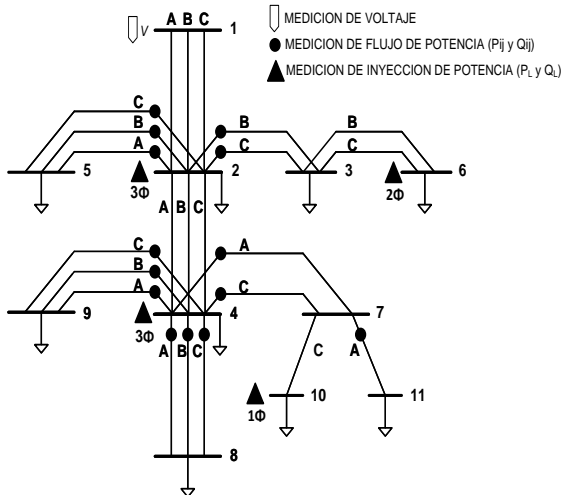 V A B C 1
MEDICION DE VOLTAJE
MEDICION DE FLUJO DE POTENCIA (Pij y Qij)
MEDICION DE INYECCION DE POTENCIA (PL y QL)
C
B
A
B
C
B
C
5
3Φ
2
3
2Φ
6
A B C
C
B
A
A
C
9
3Φ
4
7
A B C
C
A
1Φ
10
11
8